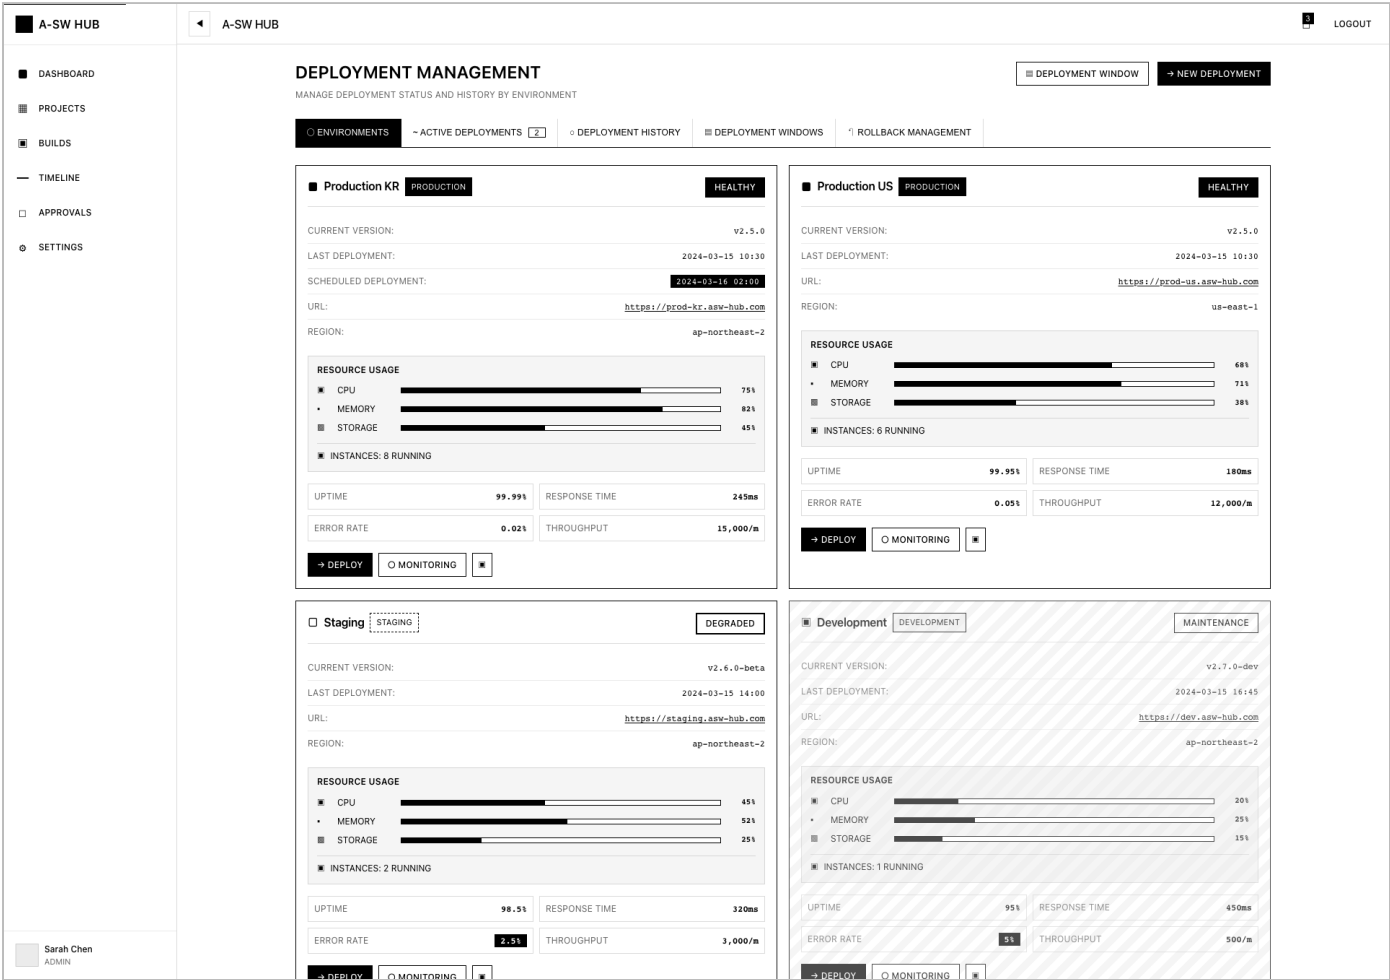 A-SW HUB
DASHBOARD
PROJECTS
BUILDS
TIMELINE
APPROVALS
SETTINGS
Sarah Chen
ADMIN
A-SW HUB
3
LOGOUT
DEPLOYMENT MANAGEMENT
MANAGE DEPLOYMENT STATUS AND HISTORY BY ENVIRONMENT
DEPLOYMENT WINDOW
→ NEW DEPLOYMENT
ENVIRONMENTS
~ ACTIVE DEPLOYMENTS 2
DEPLOYMENT HISTORY
DEPLOYMENT WINDOWS
ROLLBACK MANAGEMENT
Production KR PRODUCTION HEALTHY
CURRENT VERSION: v2.5.0
LAST DEPLOYMENT: 2024-03-15 10:30
SCHEDULED DEPLOYMENT: 2024-03-16 02:00
URL: https://prod-kr.asw-hub.com
REGION: ap-northeast-2
RESOURCE USAGE
CPU 75%
MEMORY 82%
STORAGE 45%
INSTANCES: 8 RUNNING
UPTIME 99.99%
RESPONSE TIME 245ms
ERROR RATE 0.02%
THROUGHPUT 15,000/m
→ DEPLOY
MONITORING
Production US PRODUCTION HEALTHY
CURRENT VERSION: v2.5.0
LAST DEPLOYMENT: 2024-03-15 10:30
URL: https://prod-us.asw-hub.com
REGION: us-east-1
RESOURCE USAGE
CPU 68%
MEMORY 71%
STORAGE 38%
INSTANCES: 6 RUNNING
UPTIME 99.95%
RESPONSE TIME 180ms
ERROR RATE 0.05%
THROUGHPUT 12,000/m
→ DEPLOY
MONITORING
Staging STAGING DEGRADED
CURRENT VERSION: v2.6.0-beta
LAST DEPLOYMENT: 2024-03-15 14:00
URL: https://staging.asw-hub.com
REGION: ap-northeast-2
RESOURCE USAGE
CPU 45%
MEMORY 52%
STORAGE 25%
INSTANCES: 2 RUNNING
UPTIME 98.5%
RESPONSE TIME 320ms
ERROR RATE 2.5%
THROUGHPUT 3,000/m
→ DEPLOY
MONITORING
Development DEVELOPMENT MAINTENANCE
CURRENT VERSION: v2.7.0-dev
LAST DEPLOYMENT: 2024-03-15 16:45
URL: https://dev.asw-hub.com
REGION: ap-northeast-2
RESOURCE USAGE
CPU 20%
MEMORY 25%
STORAGE 15%
INSTANCES: 1 RUNNING
UPTIME 95%
RESPONSE TIME 450ms
ERROR RATE 5%
THROUGHPUT 500/m
→ DEPLOY
MONITORING